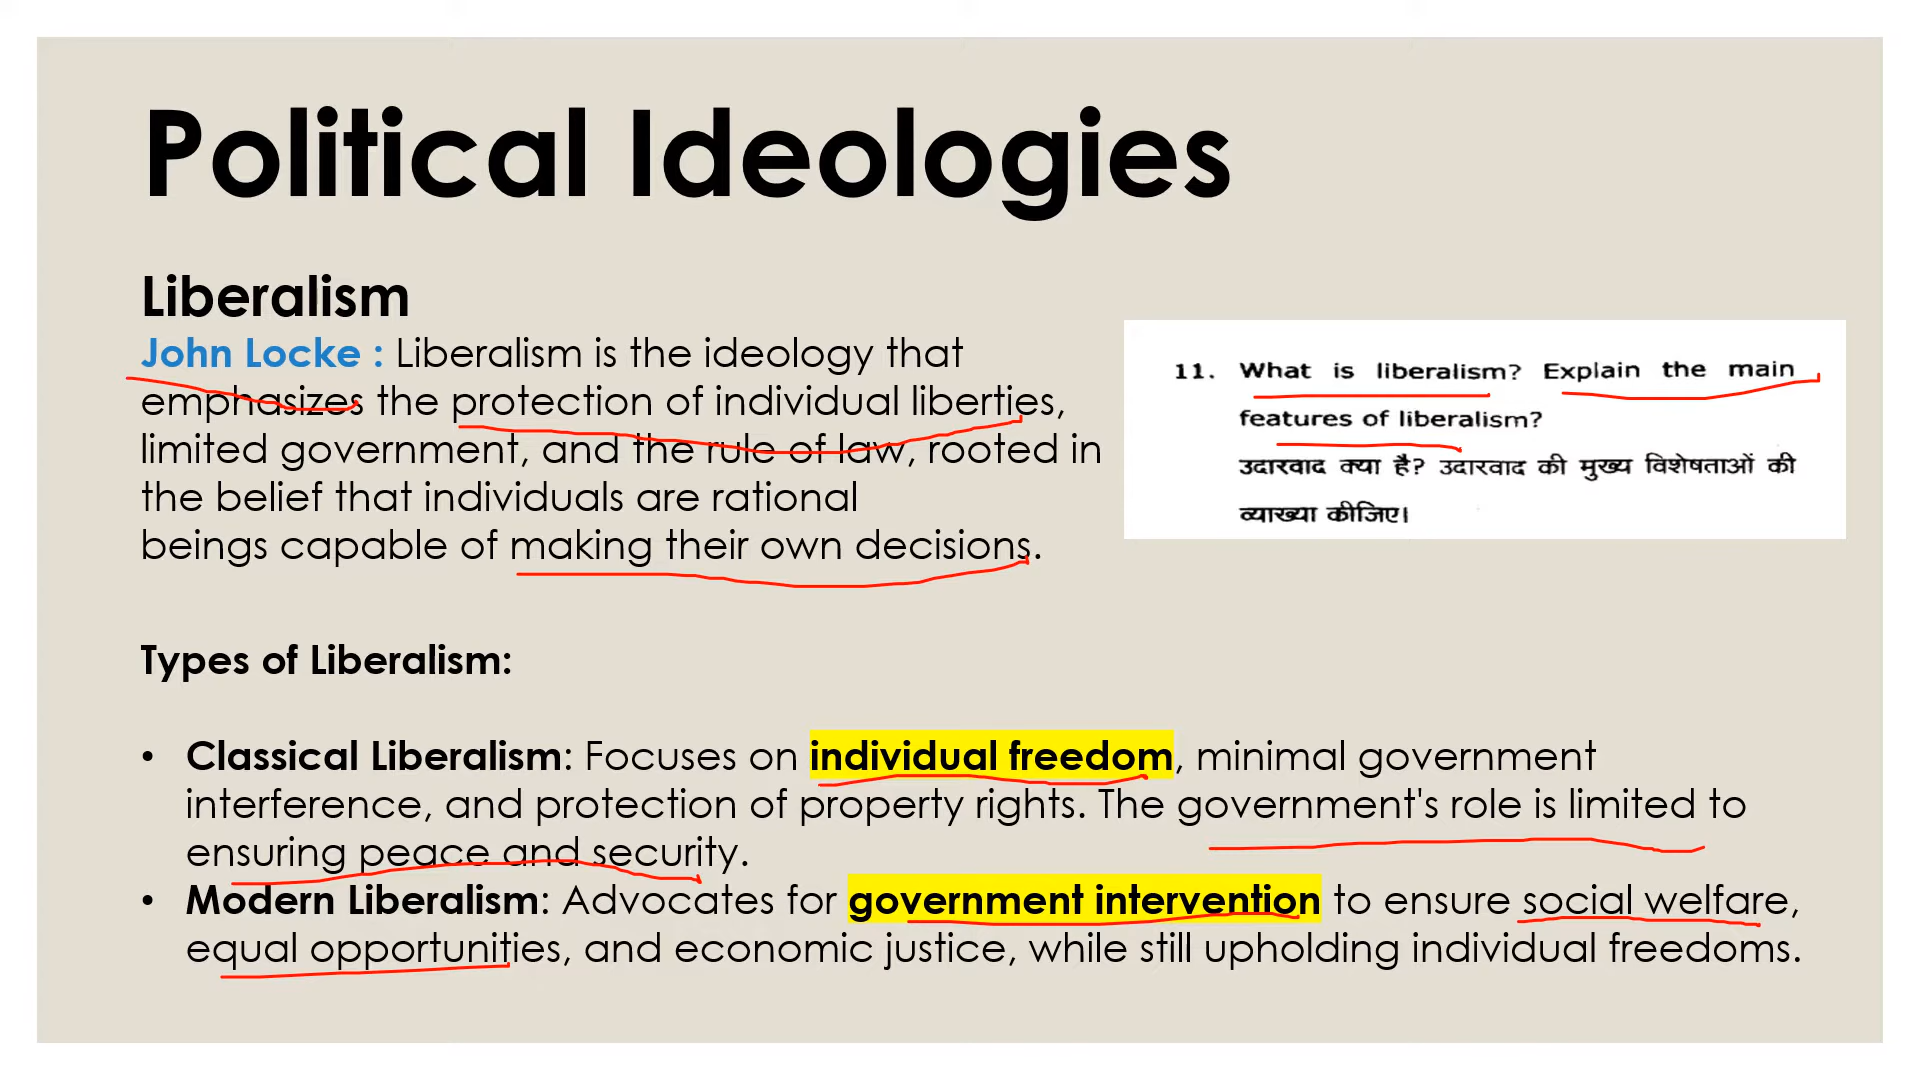 Political Ideologies
Liberalism
John Locke : Liberalism is the ideology that
emphasizes the protection of individual liberties,
limited government, and the rule of law, rooted in
the belief that individuals are rational
beings capable of making their own decisions.
11. What is liberalism? Explain the main
features of liberalism?
उदारवाद क्या है? उदारवाद की मुख्य विशेषताओं की
व्याख्या कीजिए।
Types of Liberalism:
• Classical Liberalism: Focuses on individual freedom, minimal government
interference, and protection of property rights. The government's role is limited to
ensuring peace and security.
• Modern Liberalism: Advocates for government intervention to ensure social welfare,
equal opportunities, and economic justice, while still upholding individual freedoms.